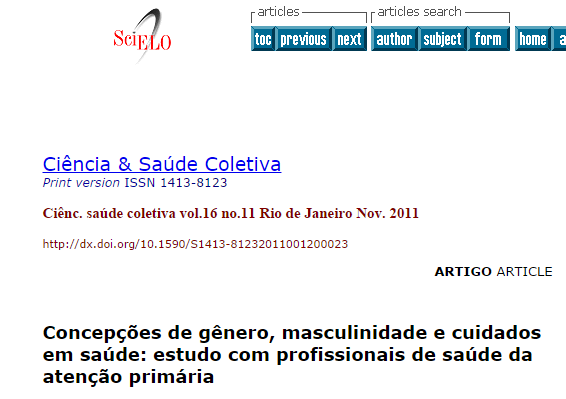 articles
articles search
SciELO
toc previous next author subject form home a
Ciência & Saúde Coletiva
Print version ISSN 1413-8123
Ciênc. saúde coletiva vol.16 no.11 Rio de Janeiro Nov. 2011
http://dx.doi.org/10.1590/S1413-81232011001200023
ARTIGO ARTICLE
Concepções de gênero, masculinidade e cuidados
em saúde: estudo com profissionais de saúde da
atenção primária